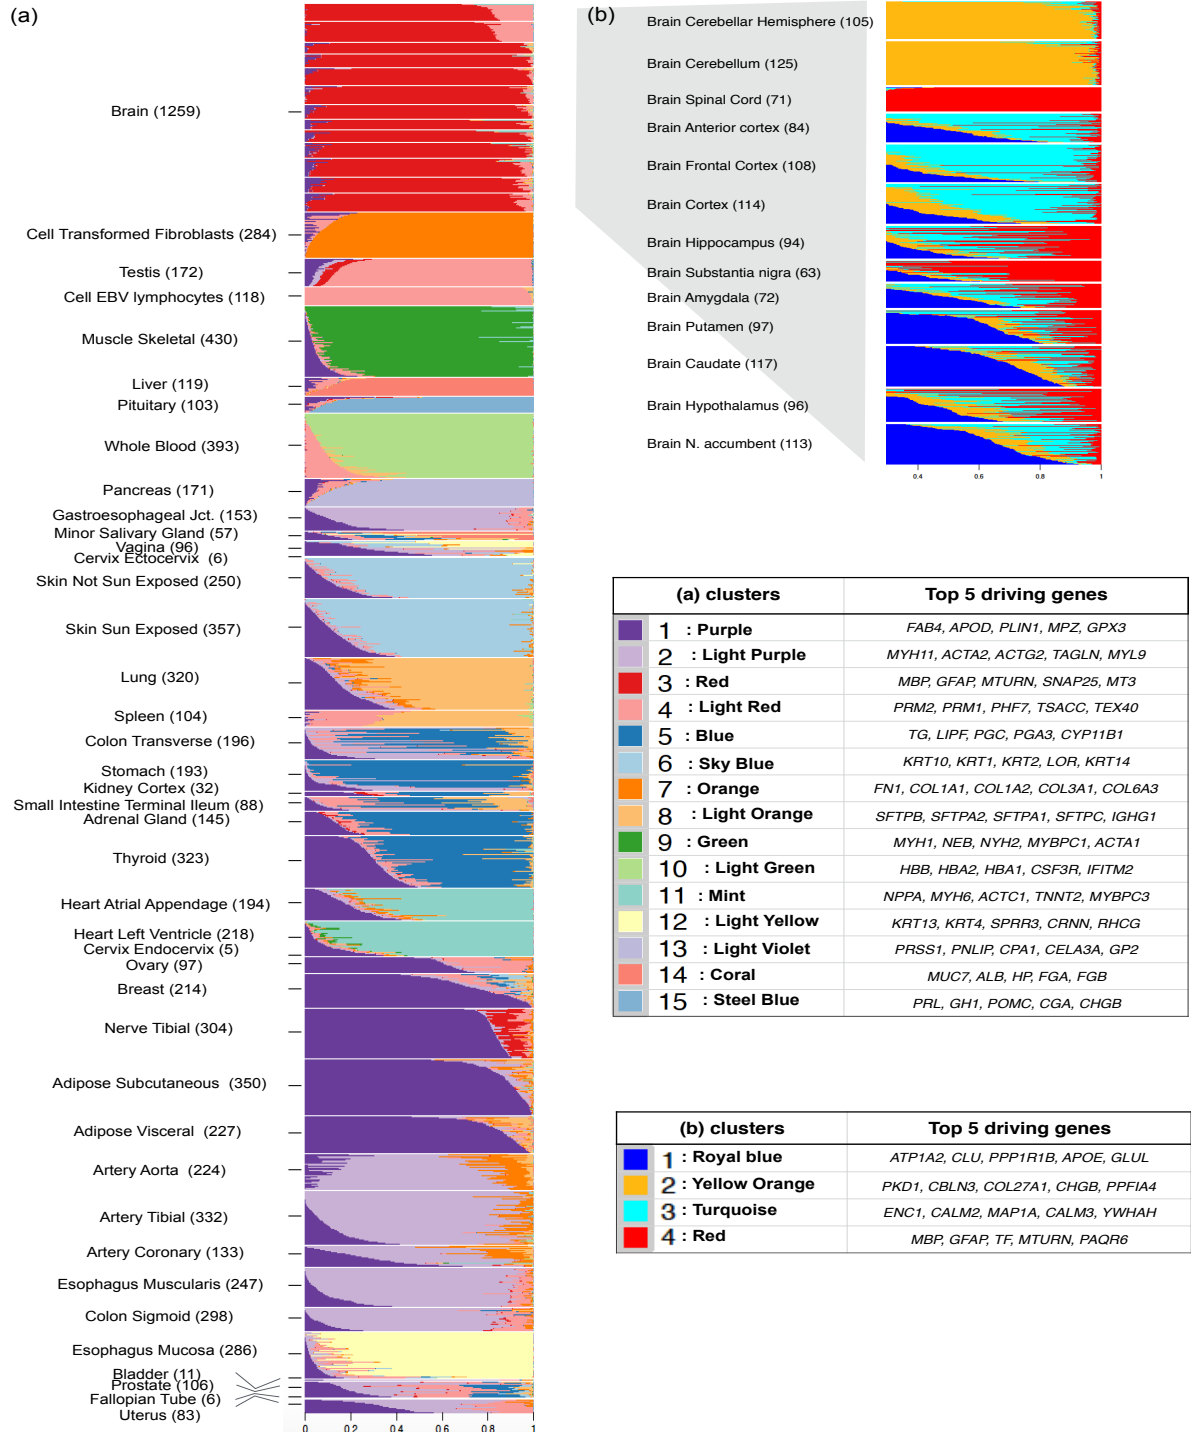 (a)
Brain (1259)
Cell Transformed Fibroblasts (284)
Testis (172)
Cell EBV lymphocytes (118)
Muscle Skeletal (430)
Liver (119)
Pituitary (103)
Whole Blood (393)
Pancreas (171)
Gastroesophageal Jct. (153)
Minor Salivary Gland (57)
Vagina (96)
Cervix Ectocervix (6)
Skin Not Sun Exposed (250)
Skin Sun Exposed (357)
Lung (320)
Spleen (104)
Colon Transverse (196)
Stomach (193)
Kidney Cortex (32)
Small Intestine Terminal Ileum (88)
Adrenal Gland (145)
Thyroid (323)
Heart Atrial Appendage (194)
Heart Left Ventricle (218)
Cervix Endocervix (5)
Ovary (97)
Breast (214)
Nerve Tibial (304)
Adipose Subcutaneous (350)
Adipose Visceral (227)
Artery Aorta (224)
Artery Tibial (332)
Artery Coronary (133)
Esophagus Muscularis (247)
Colon Sigmoid (298)
Esophagus Mucosa (286)
Bladder (11)
Prostate (106)
Fallopian Tube (6)
Uterus (83)
0 0.2 0.4 0.6 0.8 1
(b)
Brain Cerebellar Hemisphere (105)
Brain Cerebellum (125)
Brain Spinal Cord (71)
Brain Anterior cortex (84)
Brain Frontal Cortex (108)
Brain Cortex (114)
Brain Hippocampus (94)
Brain Substantia nigra (63)
Brain Amygdala (72)
Brain Putamen (97)
Brain Caudate (117)
Brain Hypothalamus (96)
Brain N. accumbent (113)
0.4 0.6 0.8 1
(a) clusters Top 5 driving genes
1 : Purple FAB4, APOD, PLIN1, MPZ, GPX3
2 : Light Purple MYH11, ACTA2, ACTG2, TAGLN, MYL9
3 : Red MBP, GFAP, MTURN, SNAP25, MT3
4 : Light Red PRM2, PRM1, PHF7, TSACC, TEX40
5 : Blue TG, LIPF, PGC, PGA3, CYP11B1
6 : Sky Blue KRT10, KRT1, KRT2, LOR, KRT14
7 : Orange FN1, COL1A1, COL1A2, COL3A1, COL6A3
8 : Light Orange SFTPB, SFTPA2, SFTPA1, SFTPC, IGHG1
9 : Green MYH1, NEB, NYH2, MYBPC1, ACTA1
10 : Light Green HBB, HBA2, HBA1, CSF3R, IFITM2
11 : Mint NPPA, MYH6, ACTC1, TNNT2, MYBPC3
12 : Light Yellow KRT13, KRT4, SPRR3, CRNN, RHCG
13 : Light Violet PRSS1, PNLIP, CPA1, CELA3A, GP2
14 : Coral MUC7, ALB, HP, FGA, FGB
15 : Steel Blue PRL, GH1, POMC, CGA, CHGB
(b) clusters Top 5 driving genes
1 : Royal blue ATP1A2, CLU, PPP1R1B, APOE, GLUL
2 : Yellow Orange PKD1, CBLN3, COL27A1, CHGB, PPFIA4
3 : Turquoise ENC1, CALM2, MAP1A, CALM3, YWHAH
4 : Red MBP, GFAP, TF, MTURN, PAQR6